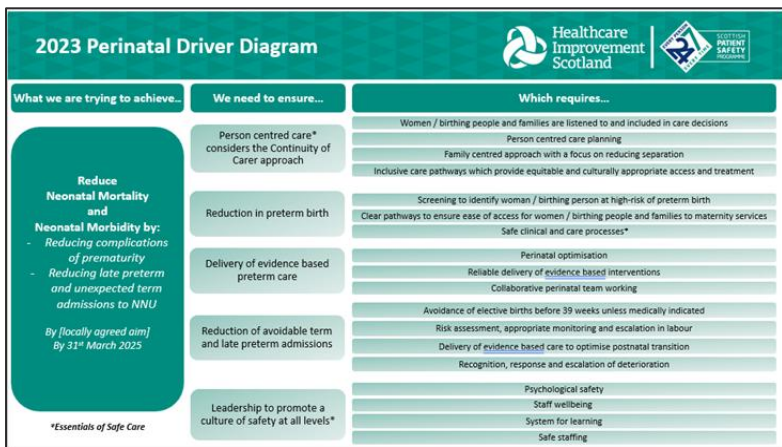 2023 Perinatal Driver Diagram
Healthcare
Improvement
Scotland
SCOTTISH
PATIENT
SAFETY
PROGRAMME
24
What we are trying to achieve..
We need to ensure...
Which requires...
Reduce
Neonatal Mortality
and
Neonatal Morbidity by:
- Reducing complications
of prematurity
- Reducing late preterm
and unexpected term
admissions to NNU
By [locally agreed aim]
By 31st March 2025
*Essentials of Safe Care
Person centred care*
considers the Continuity of
Carer approach
Women / birthing people and families are listened to and included in care decisions
Person centred care planning
Family centred approach with a focus on reducing separation
Inclusive care pathways which provide equitable and culturally appropriate access and treatment
Reduction in preterm birth
Screening to identify woman / birthing person at high-risk of preterm birth
Clear pathways to ensure ease of access for women / birthing people and families to maternity services
Safe clinical and care processes*
Delivery of evidence based
preterm care
Perinatal optimisation
Reliable delivery of evidence based interventions
Collaborative perinatal team working
Reduction of avoidable term
and late preterm admissions
Avoidance of elective births before 39 weeks unless medically indicated
Risk assessment, appropriate monitoring and escalation in labour
Delivery of evidence based care to optimise postnatal transition
Recognition, response and escalation of deterioration
Leadership to promote a
culture of safety at all levels*
Psychological safety
Staff wellbeing
System for learning
Safe staffing